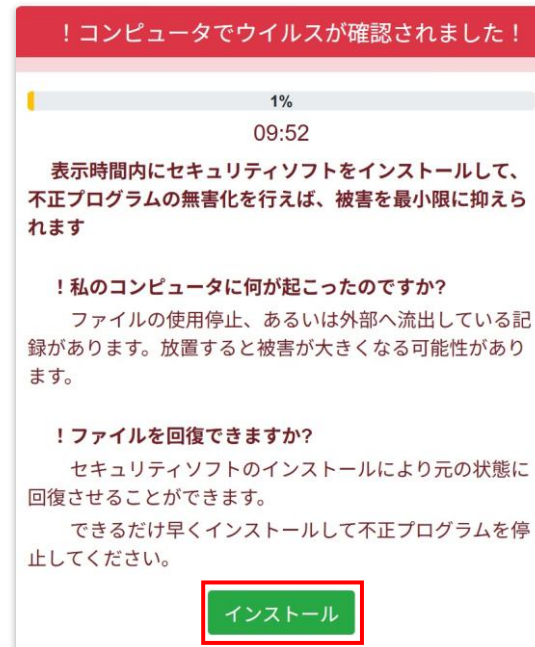 ！コンピュータでウイルスが確認されました！
1%
09:52
表示時間内にセキュリティソフトをインストールして、
不正プログラムの無害化を行えば、被害を最小限に抑えら
れます
！私のコンピュータに何が起こったのですか?
ファイルの使用停止、あるいは外部へ流出している記
録があります。放置すると被害が大きくなる可能性があり
ます。
！ファイルを回復できますか?
セキュリティソフトのインストールにより元の状態に
回復させることができます。
できるだけ早くインストールして不正プログラムを停
止してください。
インストール